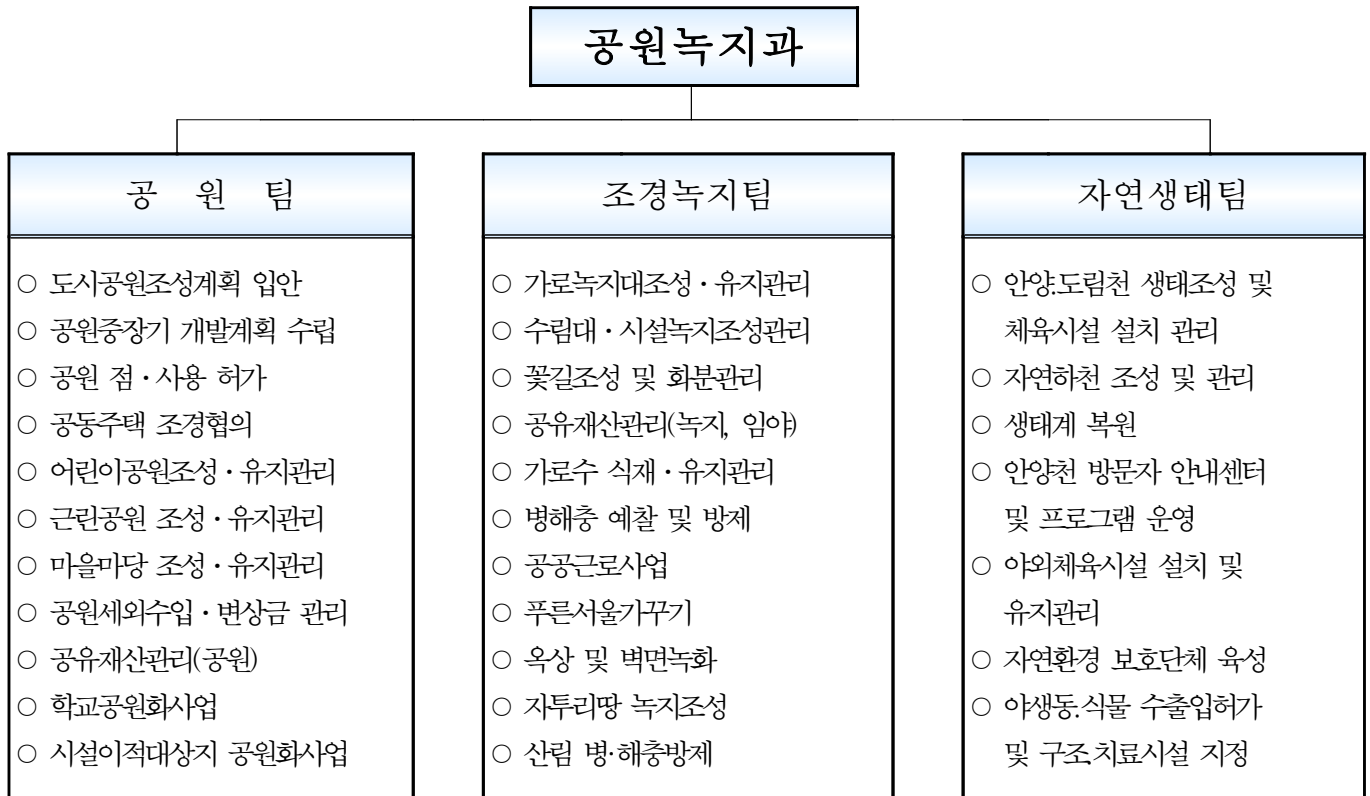 공원녹지과
공 원 팀
○ 도시공원조성계획 입안
○ 공원중장기 개발계획 수립
○ 공원 점·사용 허가
○ 공동주택 조경협의
○ 어린이공원조성·유지관리
○ 근린공원 조성·유지관리
○ 마을마당 조성·유지관리
○ 공원세외수입·변상금 관리
○ 공유재산관리(공원)
○ 학교공원화사업
○ 시설이적대상지 공원화사업
조경녹지팀
○ 가로녹지대조성·유지관리
○ 수림대·시설녹지조성관리
○ 꽃길조성 및 화분관리
○ 공유재산관리(녹지, 임야)
○ 가로수 식재·유지관리
○ 병해충 예찰 및 방제
○ 공공근로사업
○ 푸른서울가꾸기
○ 옥상 및 벽면녹화
○ 자투리땅 녹지조성
○ 산림 병·해충방제
자연생태팀
○ 안양.도림천 생태조성 및
체육시설 설치 관리
○ 자연하천 조성 및 관리
○ 생태계 복원
○ 안양천 방문자 안내센터
및 프로그램 운영
○ 야외체육시설 설치 및
유지관리
○ 자연환경 보호단체 육성
○ 야생동.식물 수출입허가
및 구조.치료시설 지정